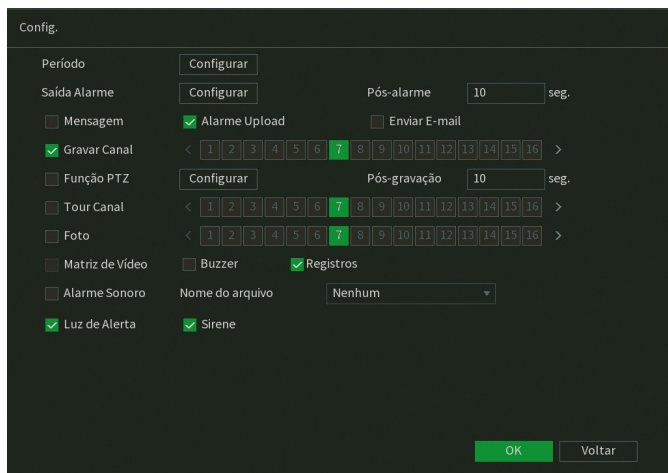 Config.
Período Configurar
Saída Alarme Configurar Pós-alarme 10 seg.
Mensagem Alarme Upload Enviar E-mail
Gravar Canal < 1 2 3 4 5 6 7 8 9 10 11 12 13 14 15 16 >
Função PTZ Configurar Pós-gravação 10 seg.
Tour Canal < 1 2 3 4 5 6 7 8 9 10 11 12 13 14 15 16 >
Foto < 1 2 3 4 5 6 7 8 9 10 11 12 13 14 15 16 >
Matriz de Vídeo Buzzer Registros
Alarme Sonoro Nome do arquivo Nenhum
Luz de Alerta Sirene
OK Voltar